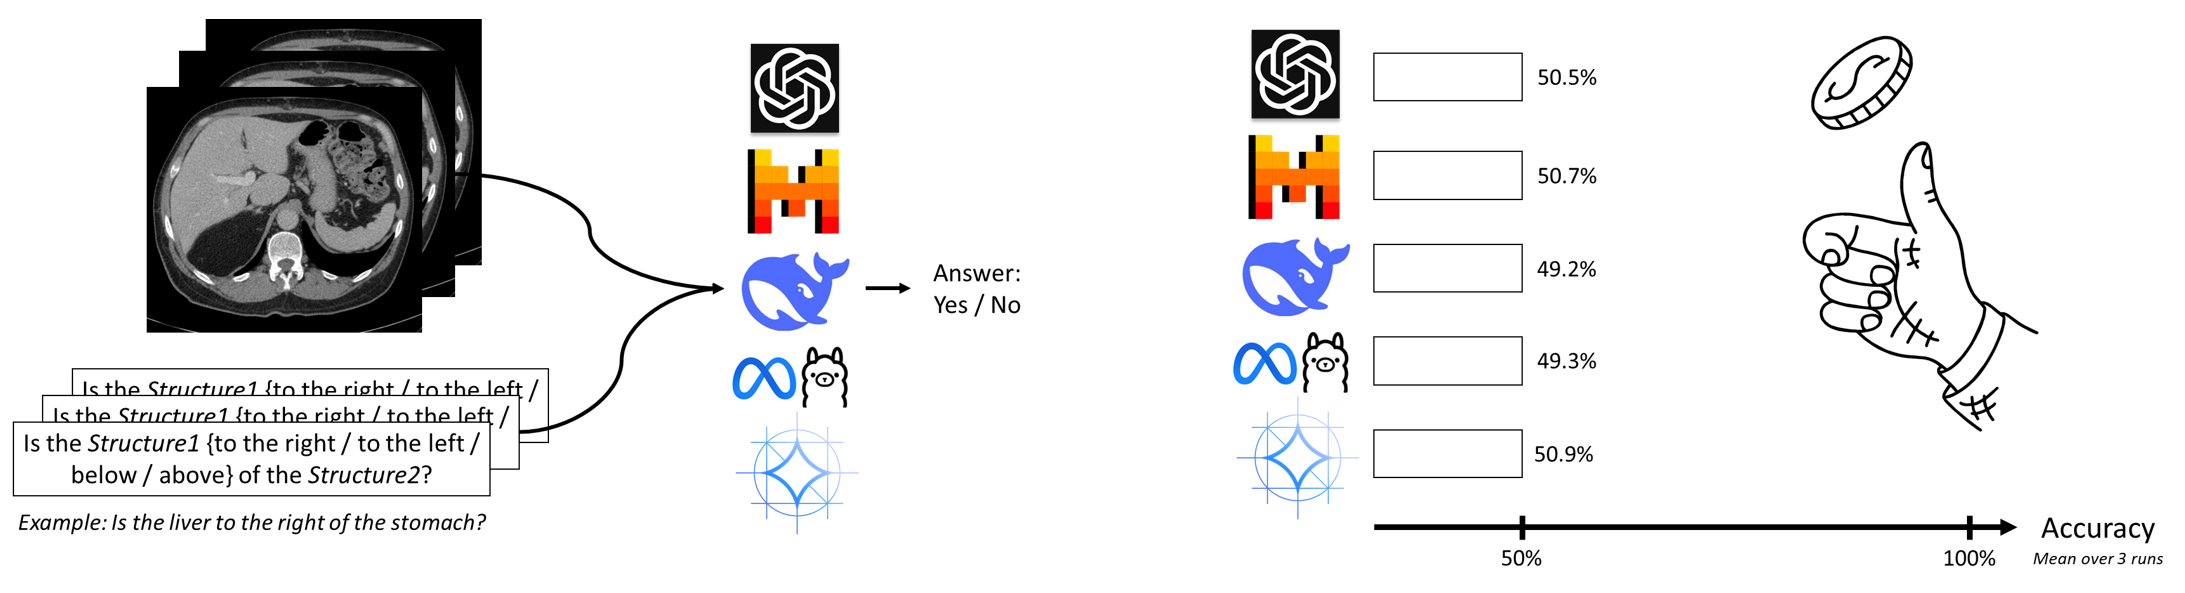 Is the Structure1 {to the right / to the left /
Is the Structure1 {to the right / to the left /
Is the Structure1 {to the right / to the left /
below / above} of the Structure2?
Example: Is the liver to the right of the stomach?
Answer:
Yes / No
50.5%
50.7%
49.2%
49.3%
50.9%
50%
100%
Accuracy
Mean over 3 runs